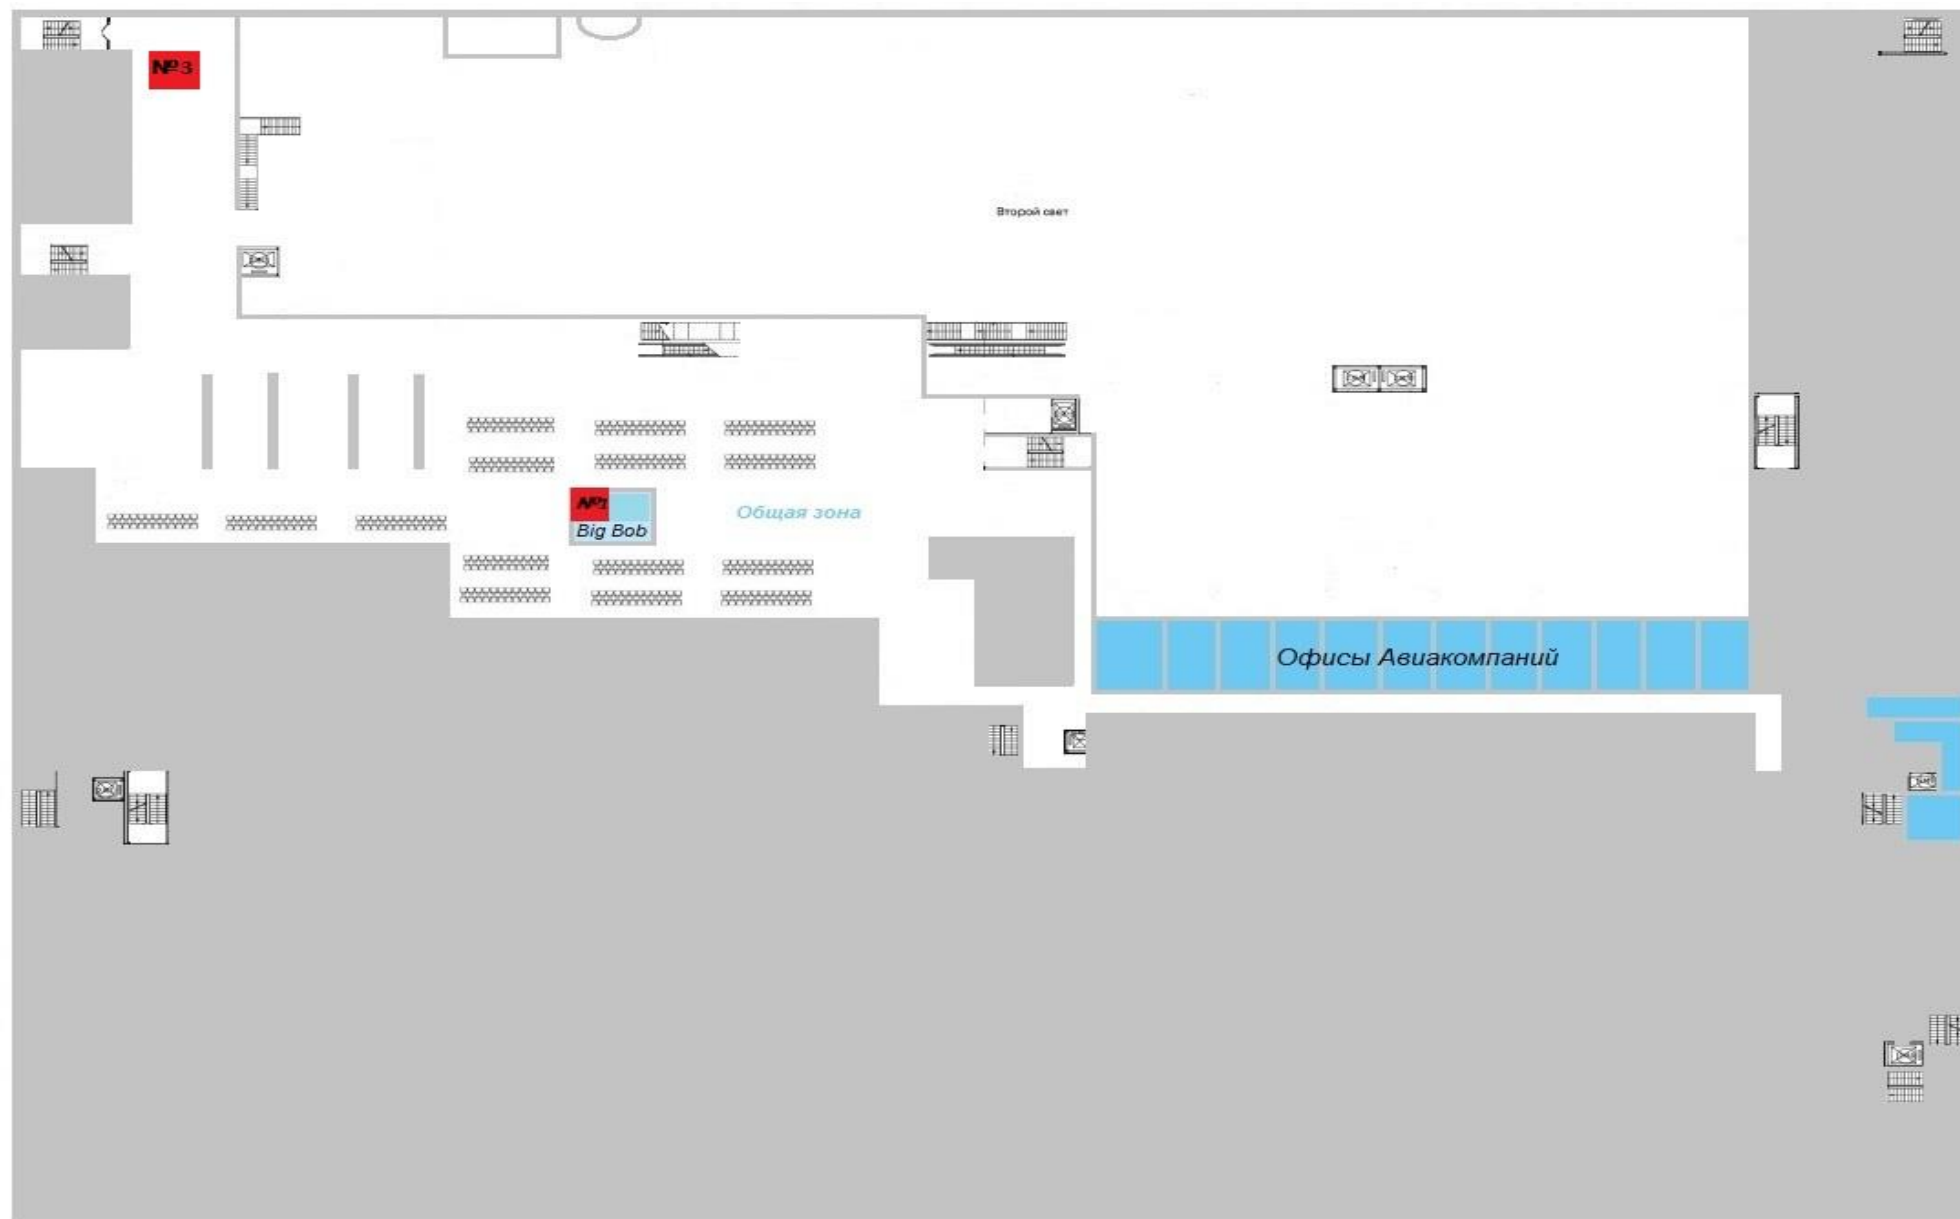 №3
Второй свет
№1
Big Bob
Общая зона
Офисы Авиакомпаний